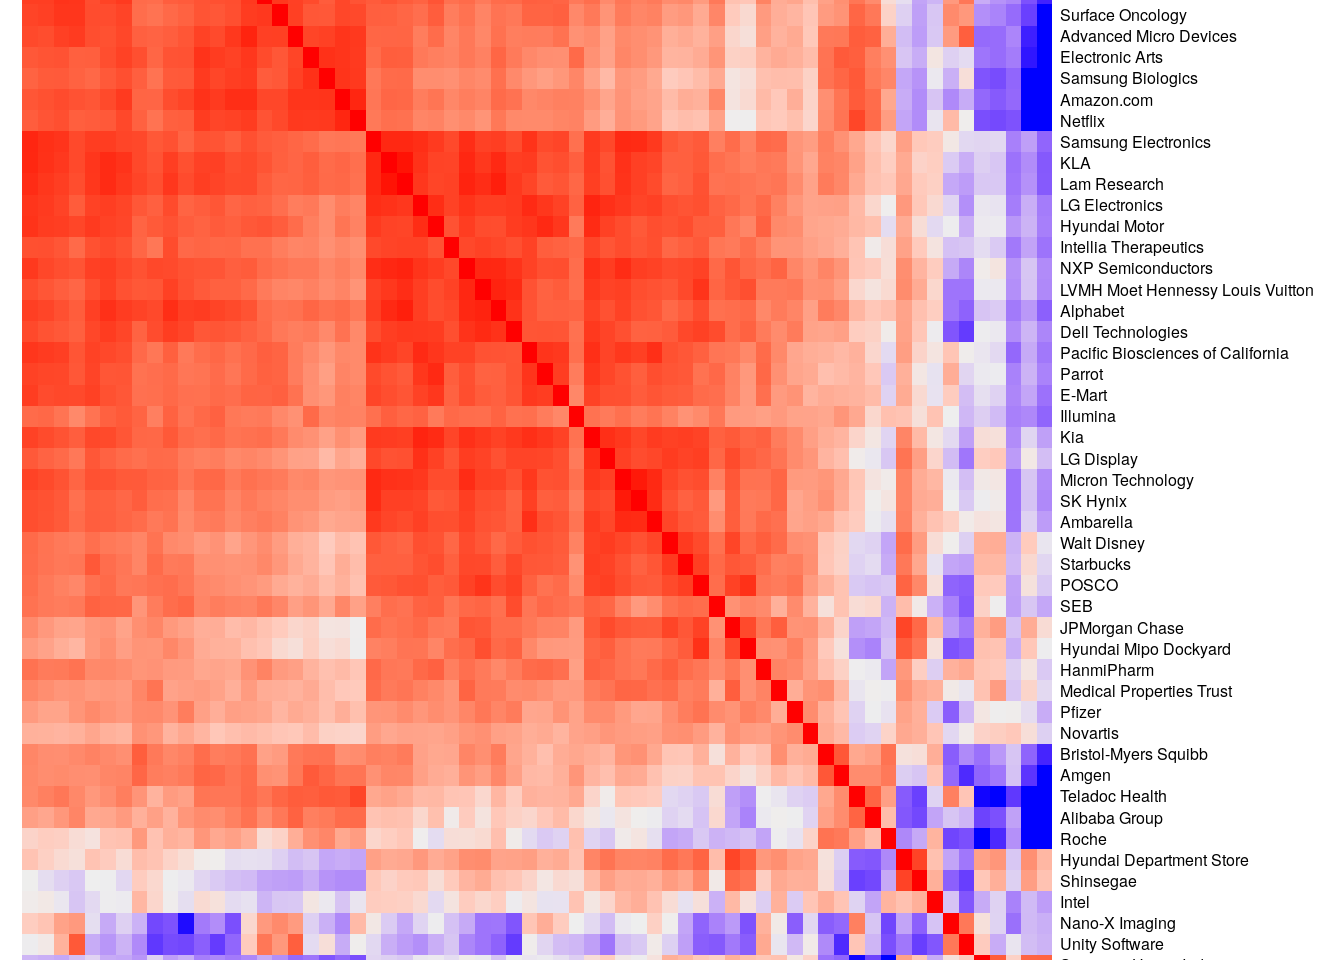 Surface Oncology
Advanced Micro Devices
Electronic Arts
Samsung Biologics
Amazon.com
Netflix
Samsung Electronics
KLA
Lam Research
LG Electronics
Hyundai Motor
Intellia Therapeutics
NXP Semiconductors
LVMH Moet Hennessy Louis Vuitton
Alphabet
Dell Technologies
Pacific Biosciences of California
Parrot
E-Mart
Illumina
Kia
LG Display
Micron Technology
SK Hynix
Ambarella
Walt Disney
Starbucks
POSCO
SEB
JPMorgan Chase
Hyundai Mipo Dockyard
HanmiPharm
Medical Properties Trust
Pfizer
Novartis
Bristol-Myers Squibb
Amgen
Teladoc Health
Alibaba Group
Roche
Hyundai Department Store
Shinsegae
Intel
Nano-X Imaging
Unity Software